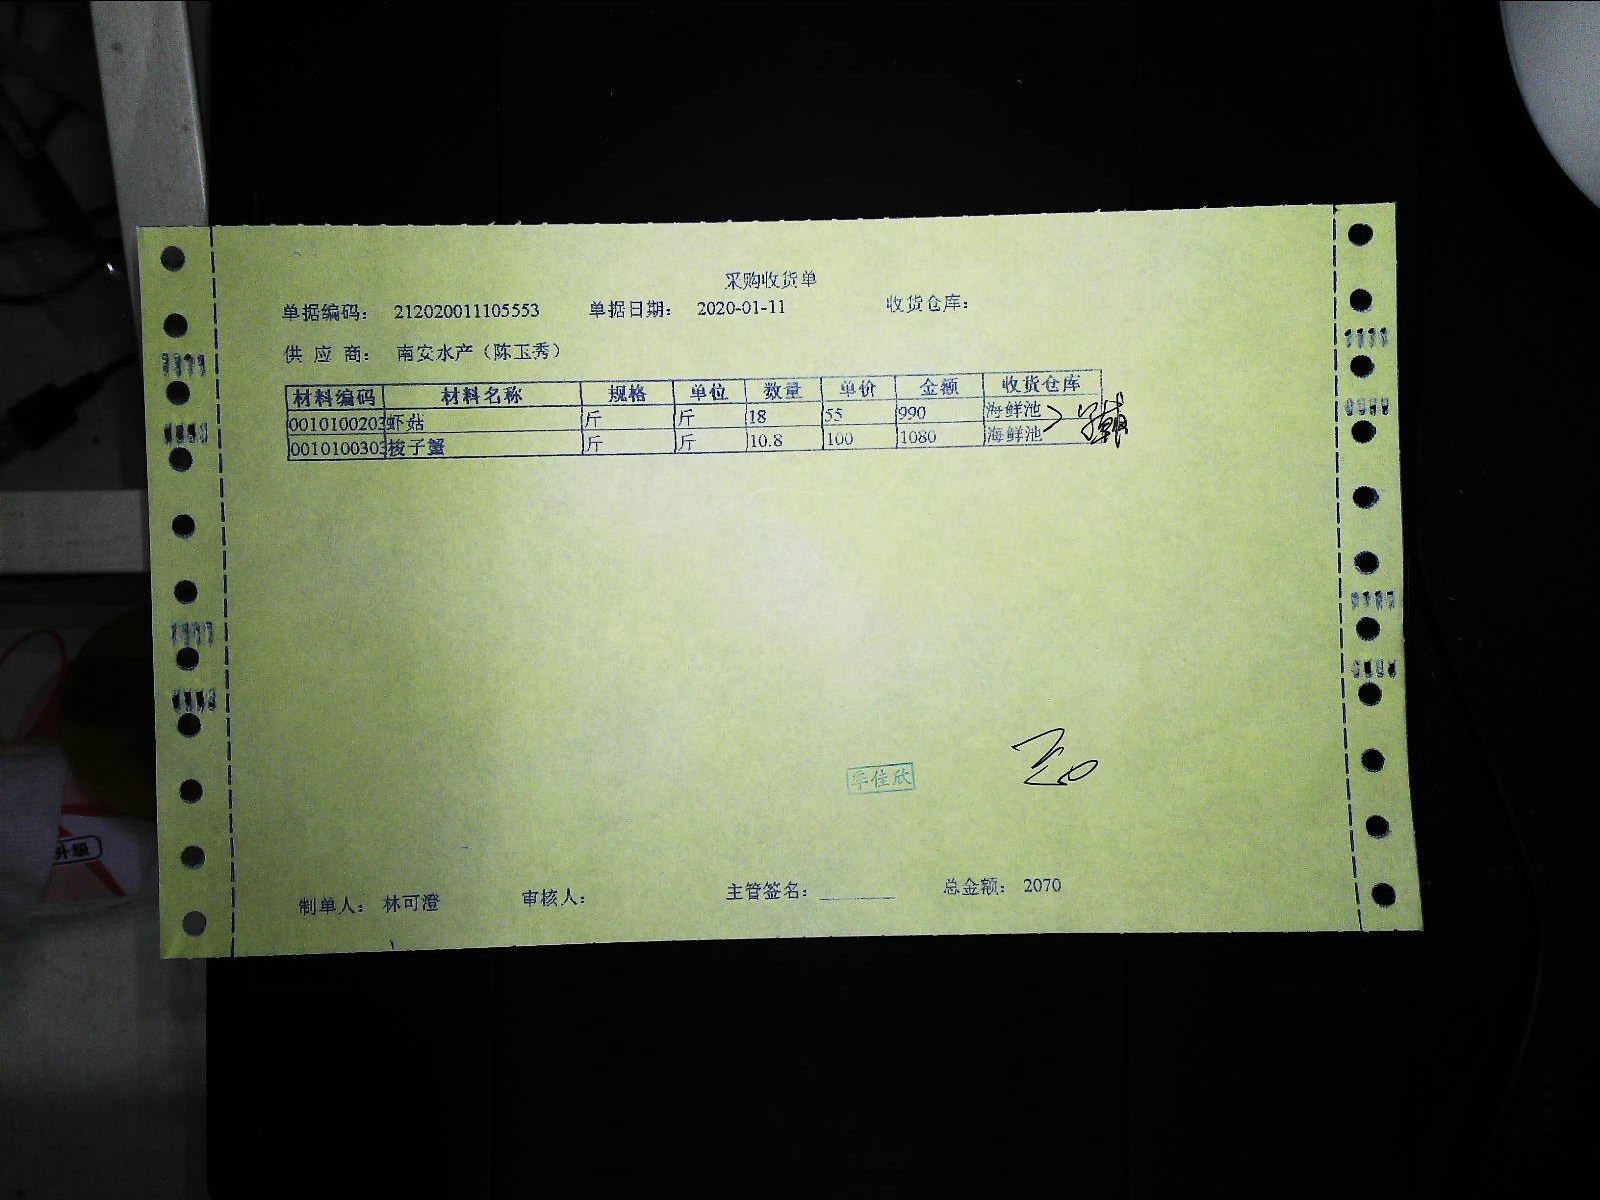 采购收货单
单据编码： 212020011105553 单据日期： 2020-01-11 收货仓库：
供 应 商： 南安水产（陈玉秀）
材料编码 材料名称 规格 单位 数量 单价 金额 收货仓库
0010100203 虾菇 斤 斤 18 55 990 海鲜池
0010100303 梭子蟹 斤 斤 10.8 100 1080 海鲜池
季佳欣
制单人： 林可澄 审核人： 主管签名： 总金额： 2070
升級